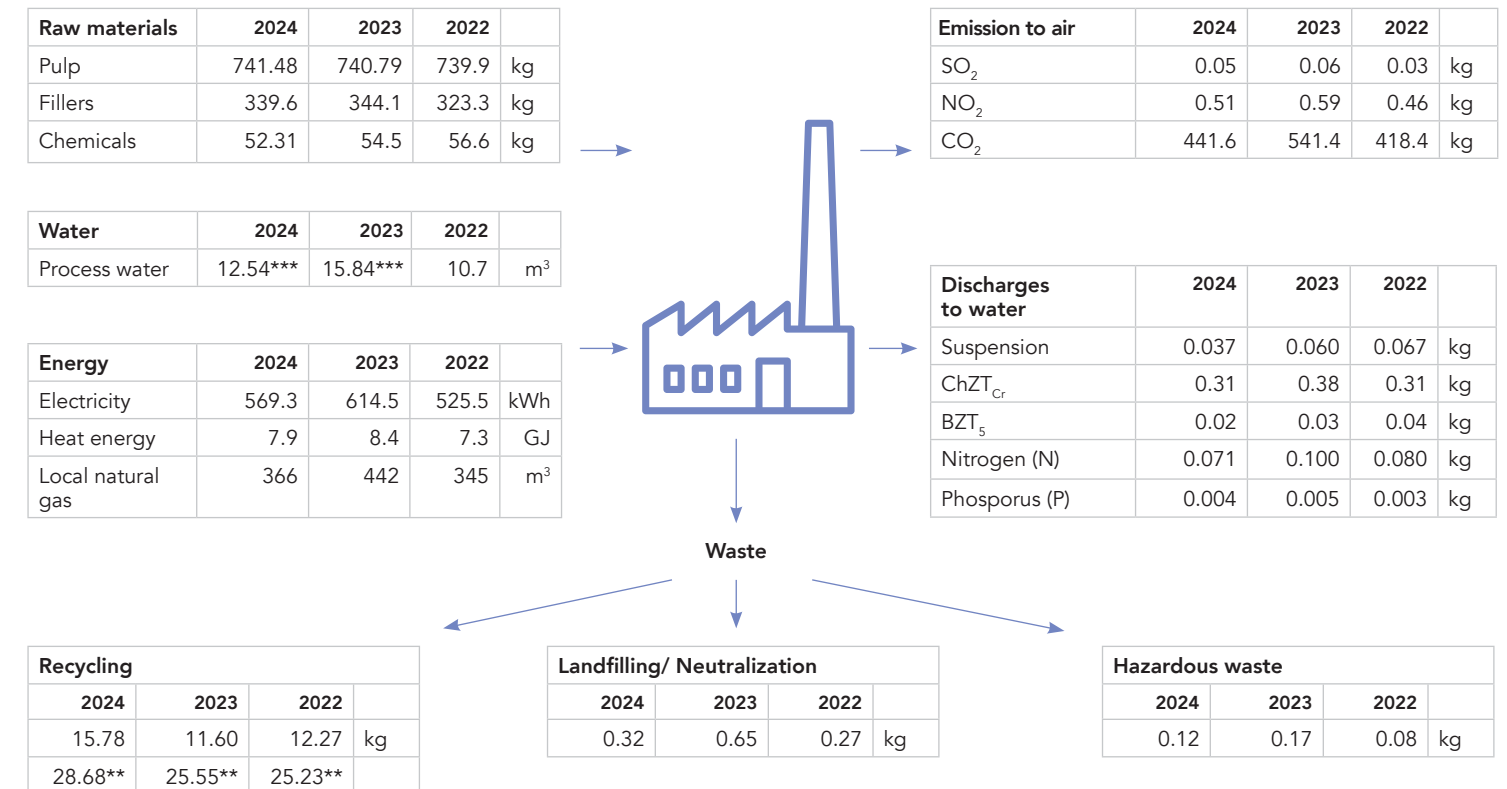 Raw materials 2024 2023 2022
Pulp 741.48 740.79 739.9 kg
Fillers 339.6 344.1 323.3 kg
Chemicals 52.31 54.5 56.6 kg
Water 2024 2023 2022
Process water 12.54*** 15.84*** 10.7 m³
Energy 2024 2023 2022
Electricity 569.3 614.5 525.5 kWh
Heat energy 7.9 8.4 7.3 GJ
Local natural 366 442 345 m³
gas
Emission to air 2024 2023 2022
SO₂ 0.05 0.06 0.03 kg
NO₂ 0.51 0.59 0.46 kg
CO₂ 441.6 541.4 418.4 kg
Discharges 2024 2023 2022
to water
Suspension 0.037 0.060 0.067 kg
ChZTCr 0.31 0.38 0.31 kg
BZT₅ 0.02 0.03 0.04 kg
Nitrogen (N) 0.071 0.100 0.080 kg
Phosporus (P) 0.004 0.005 0.003 kg
Waste
Recycling
2024 2023 2022
15.78 11.60 12.27 kg
28.68** 25.55** 25.23**
Landfilling/ Neutralization
2024 2023 2022
0.32 0.65 0.27 kg
Hazardous waste
2024 2023 2022
0.12 0.17 0.08 kg